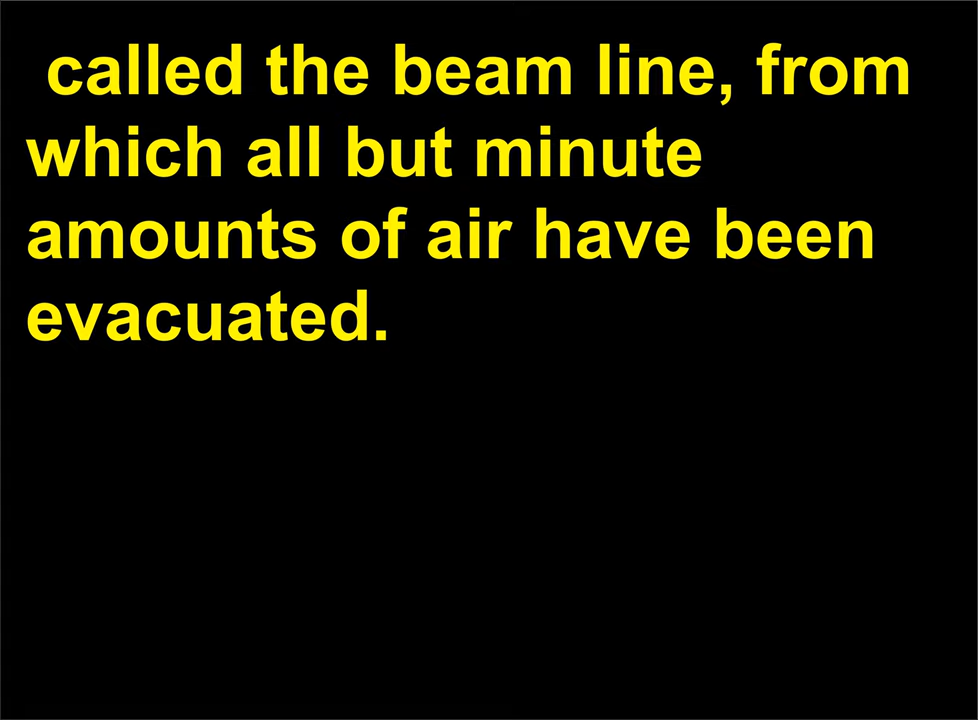 called the beam line, from
which all but minute
amounts of air have been
evacuated.